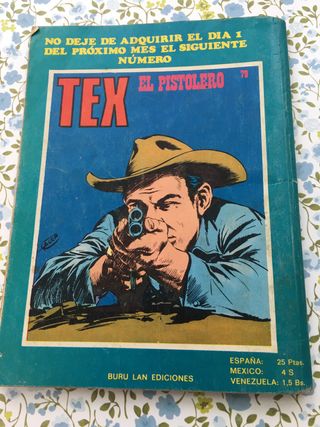 NO DEJE DE ADQUIRIR EL DIA 1
DEL PRÓXIMO MES EL SIGUIENTE
NÚMERO
TEX EL PISTOLERO 79
ESPAÑA: 25 Ptas.
MEXICO: 4 S
VENEZUELA: 1,5 Bs.
BURU LAN EDICIONES